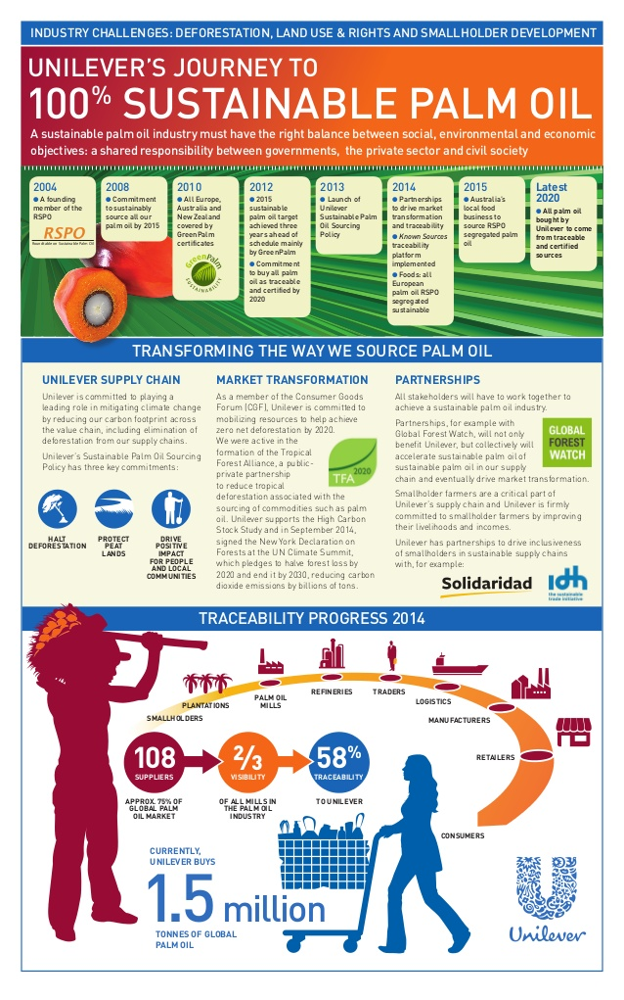 INDUSTRY CHALLENGES: DEFORESTATION, LAND USE & RIGHTS AND SMALLHOLDER DEVELOPMENT
UNILEVER'S JOURNEY TO
100% SUSTAINABLE PALM OIL
A sustainable palm oil industry must have the right balance between social, environmental and economic
objectives: a shared responsibility between governments, the private sector and civil society
2004
● A founding
member of the
RSPO
RSPO
Roundtable on Sustainable Palm Oil
2008
● Commitment
to sustainably
source all our
palm oil by 2015
2010
● All Europe,
Australia and
New Zealand
covered by
GreenPalm
certificates
GreenPalm
SUSTAINABILITY
2012
● 2015
sustainable
palm oil target
achieved three
years ahead of
schedule mainly
by GreenPalm
● Commitment
to buy all palm
oil as traceable
and certified by
2020
2013
● Launch of
Unilever
Sustainable Palm
Oil Sourcing
Policy
2014
● Partnerships
to drive market
transformation
and traceability
● Known Sources
traceability
platform
implemented
● Foods: all
European
palm oil RSPO
segregated
sustainable
2015
● Australia's
local food
business to
source RSPO
segregated palm
oil
Latest
2020
● All palm oil
bought by
Unilever to come
from traceable
and certified
sources
TRANSFORMING THE WAY WE SOURCE PALM OIL
UNILEVER SUPPLY CHAIN
Unilever is committed to playing a
leading role in mitigating climate change
by reducing our carbon footprint across
the value chain, including elimination of
deforestation from our supply chains.
Unilever's Sustainable Palm Oil Sourcing
Policy has three key commitments:
HALT
DEFORESTATION
PROTECT
PEAT
LANDS
DRIVE
POSITIVE
IMPACT
FOR PEOPLE
AND LOCAL
COMMUNITIES
MARKET TRANSFORMATION
As a member of the Consumer Goods
Forum (CGF), Unilever is committed to
mobilizing resources to help achieve
zero net deforestation by 2020.
We were active in the
formation of the Tropical
Forest Alliance, a public-
private partnership
to reduce tropical
deforestation associated with the
sourcing of commodities such as palm
oil. Unilever supports the High Carbon
Stock Study and in September 2014,
signed the New York Declaration on
Forests at the UN Climate Summit,
which pledges to halve forest loss by
2020 and end it by 2030, reducing carbon
dioxide emissions by billions of tons.
TFA 2020
PARTNERSHIPS
All stakeholders will have to work together to
achieve a sustainable palm oil industry.
Partnerships, for example with
Global Forest Watch, will not only
benefit Unilever, but collectively will
accelerate sustainable palm oil of
sustainable palm oil in our supply
chain and eventually drive market transformation.
GLOBAL
FOREST
WATCH
Smallholder farmers are a critical part of
Unilever's supply chain and Unilever is firmly
committed to smallholder farmers by improving
their livelihoods and incomes.
Unilever has partnerships to drive inclusiveness
of smallholders in sustainable supply chains
with, for example:
Solidaridad
idh
the sustainable
trade initiative
TRACEABILITY PROGRESS 2014
SMALLHOLDERS
PLANTATIONS
PALM OIL
MILLS
REFINERIES
TRADERS
LOGISTICS
MANUFACTURERS
RETAILERS
CONSUMERS
108
SUPPLIERS
APPROX. 75% OF
GLOBAL PALM
OIL MARKET
2/3
VISIBILITY
OF ALL MILLS IN
THE PALM OIL
INDUSTRY
58%
TRACEABILITY
TO UNILEVER
CURRENTLY,
UNILEVER BUYS
1.5 million
TONNES OF GLOBAL
PALM OIL
Unilever